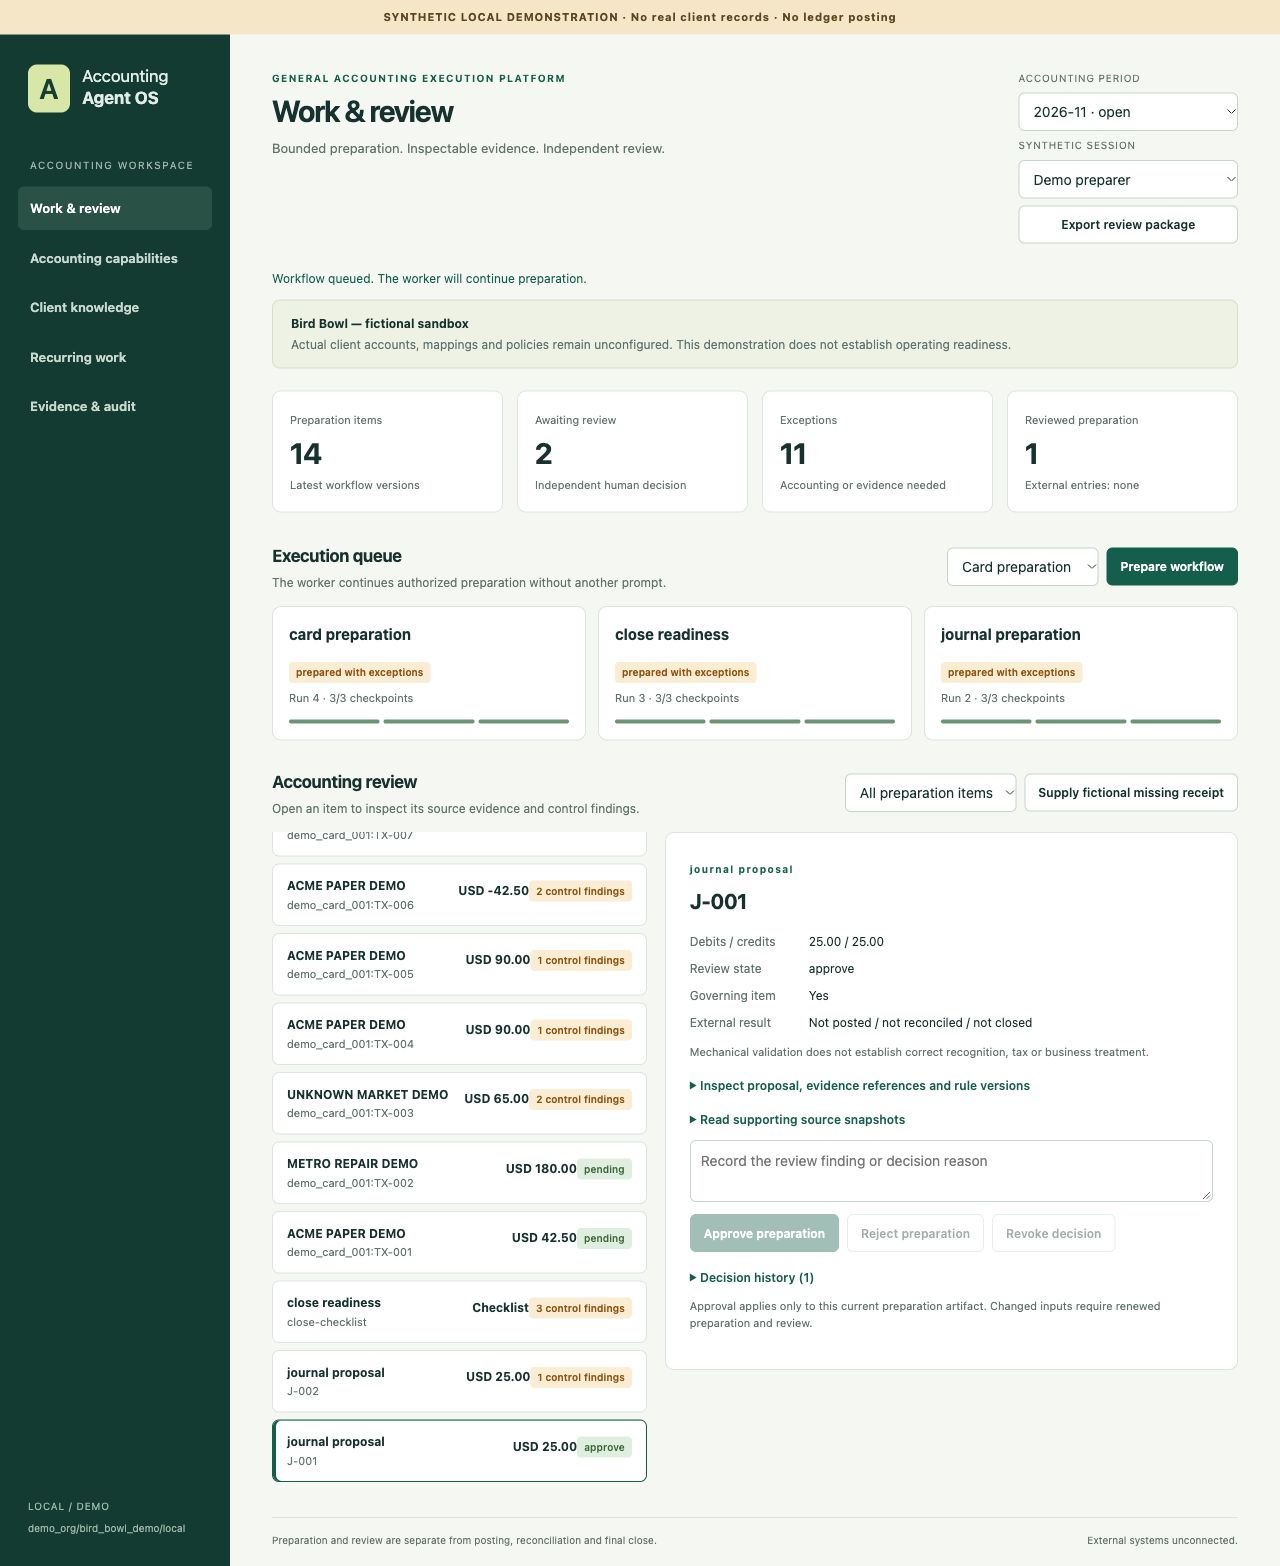 SYNTHETIC LOCAL DEMONSTRATION · No real client records · No ledger posting
A
Accounting
Agent OS
ACCOUNTING WORKSPACE
Work & review
Accounting capabilities
Client knowledge
Recurring work
Evidence & audit
LOCAL / DEMO
demo_org/bird_bowl_demo/local
GENERAL ACCOUNTING EXECUTION PLATFORM
Work & review
Bounded preparation. Inspectable evidence. Independent review.
ACCOUNTING PERIOD
2026-11 · open
SYNTHETIC SESSION
Demo preparer
Export review package
Workflow queued. The worker will continue preparation.
Bird Bowl — fictional sandbox
Actual client accounts, mappings and policies remain unconfigured. This demonstration does not establish operating readiness.
Preparation items
14
Latest workflow versions
Awaiting review
2
Independent human decision
Exceptions
11
Accounting or evidence needed
Reviewed preparation
1
External entries: none
Execution queue
The worker continues authorized preparation without another prompt.
Card preparation
Prepare workflow
card preparation
prepared with exceptions
Run 4 · 3/3 checkpoints
close readiness
prepared with exceptions
Run 3 · 3/3 checkpoints
journal preparation
prepared with exceptions
Run 2 · 3/3 checkpoints
Accounting review
Open an item to inspect its source evidence and control findings.
All preparation items
Supply fictional missing receipt
demo_card_001:TX-007
ACME PAPER DEMO
demo_card_001:TX-006
USD -42.50
2 control findings
ACME PAPER DEMO
demo_card_001:TX-005
USD 90.00
1 control findings
ACME PAPER DEMO
demo_card_001:TX-004
USD 90.00
1 control findings
UNKNOWN MARKET DEMO
demo_card_001:TX-003
USD 65.00
2 control findings
METRO REPAIR DEMO
demo_card_001:TX-002
USD 180.00
pending
ACME PAPER DEMO
demo_card_001:TX-001
USD 42.50
pending
close readiness
close-checklist
Checklist
3 control findings
journal proposal
J-002
USD 25.00
1 control findings
journal proposal
J-001
USD 25.00
approve
journal proposal
J-001
Debits / credits 25.00 / 25.00
Review state approve
Governing item Yes
External result Not posted / not reconciled / not closed
Mechanical validation does not establish correct recognition, tax or business treatment.
Inspect proposal, evidence references and rule versions
Read supporting source snapshots
Record the review finding or decision reason
Approve preparation
Reject preparation
Revoke decision
Decision history (1)
Approval applies only to this current preparation artifact. Changed inputs require renewed
preparation and review.
Preparation and review are separate from posting, reconciliation and final close.
External systems unconnected.